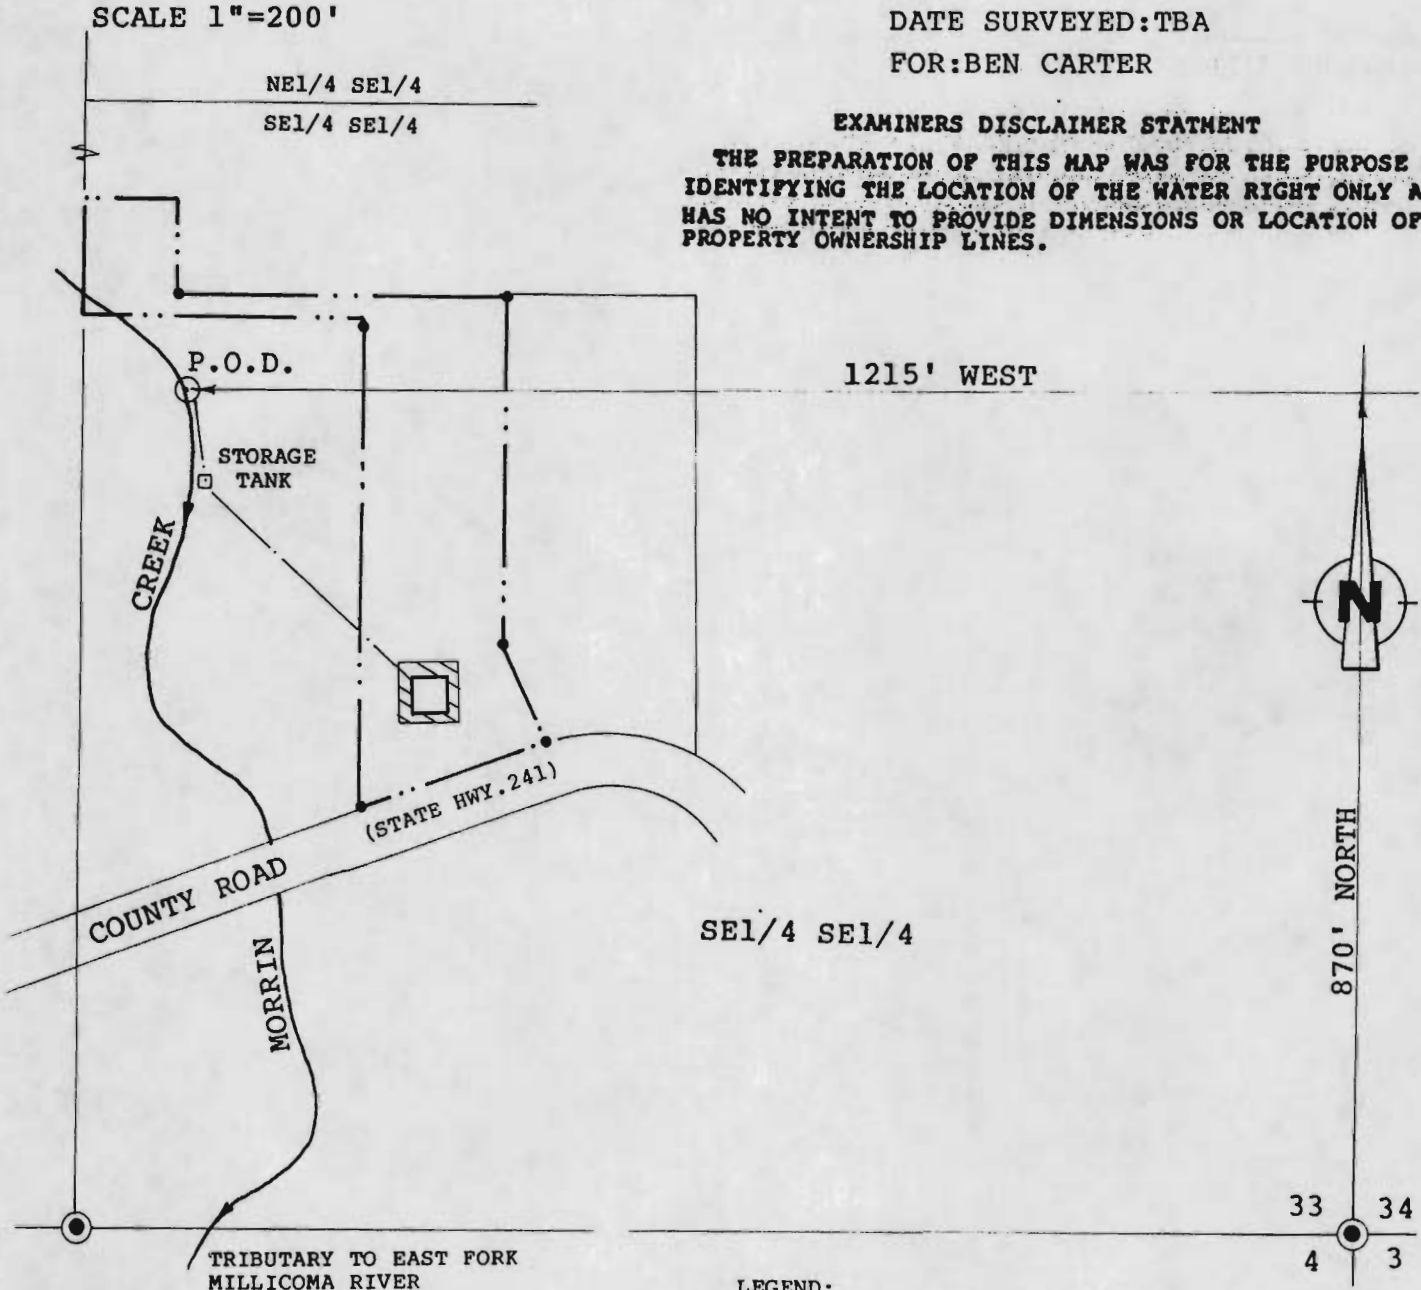 SCALE 1"=200'
DATE SURVEYED:TBA
FOR:BEN CARTER
NE1/4 SE1/4
SE1/4 SE1/4
EXAMINERS DISCLAIMER STATMENT
THE PREPARATION OF THIS MAP WAS FOR THE PURPOSE
IDENTIFYING THE LOCATION OF THE WATER RIGHT ONLY A
HAS NO INTENT TO PROVIDE DIMENSIONS OR LOCATION OF
PROPERTY OWNERSHIP LINES.
P.O.D.
1215' WEST
STORAGE
TANK
CREEK
N
(STATE HWY.241)
COUNTY ROAD
870' NORTH
SE1/4 SE1/4
MORRIN
33 34
4 3
TRIBUTARY TO EAST FORK
MILLICOMA RIVER
LEGEND: